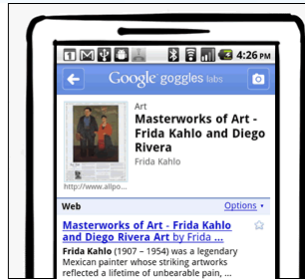 4:26 PM
Google goggles labs
Art
Masterworks of Art -
Frida Kahlo and Diego
Rivera
Frida Kahlo
http://www.allpo...
Web
Options
Masterworks of Art - Frida Kahlo
and Diego Rivera Art by Frida ...
Frida Kahlo (1907 – 1954) was a legendary
Mexican painter whose striking artworks
reflected a lifetime of unbearable pain, ...